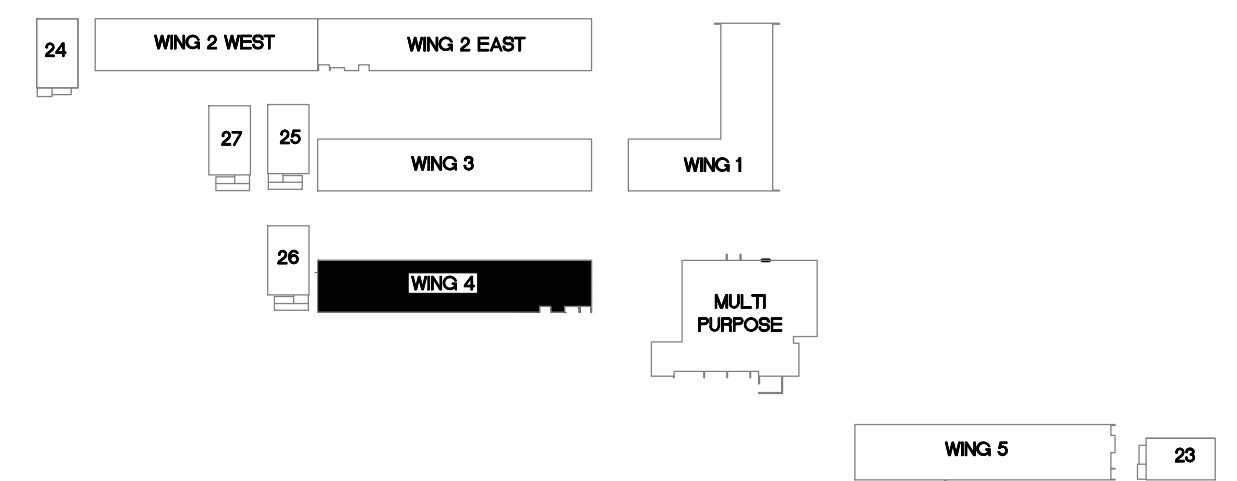 24
WING 2 WEST
WING 2 EAST
27
25
WING 3
WING 1
26
WING 4
MULTI
PURPOSE
WING 5
23